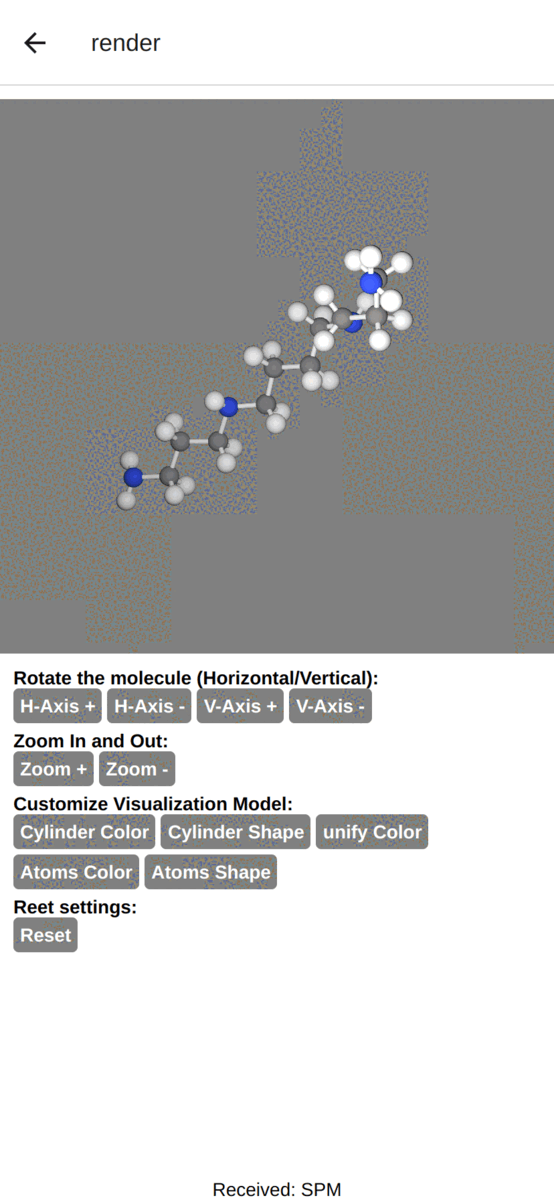 render
Rotate the molecule (Horizontal/Vertical):
H-Axis + H-Axis - V-Axis + V-Axis -
Zoom In and Out:
Zoom + Zoom -
Customize Visualization Model:
Cylinder Color Cylinder Shape unify Color
Atoms Color Atoms Shape
Reet settings:
Reset
Received: SPM